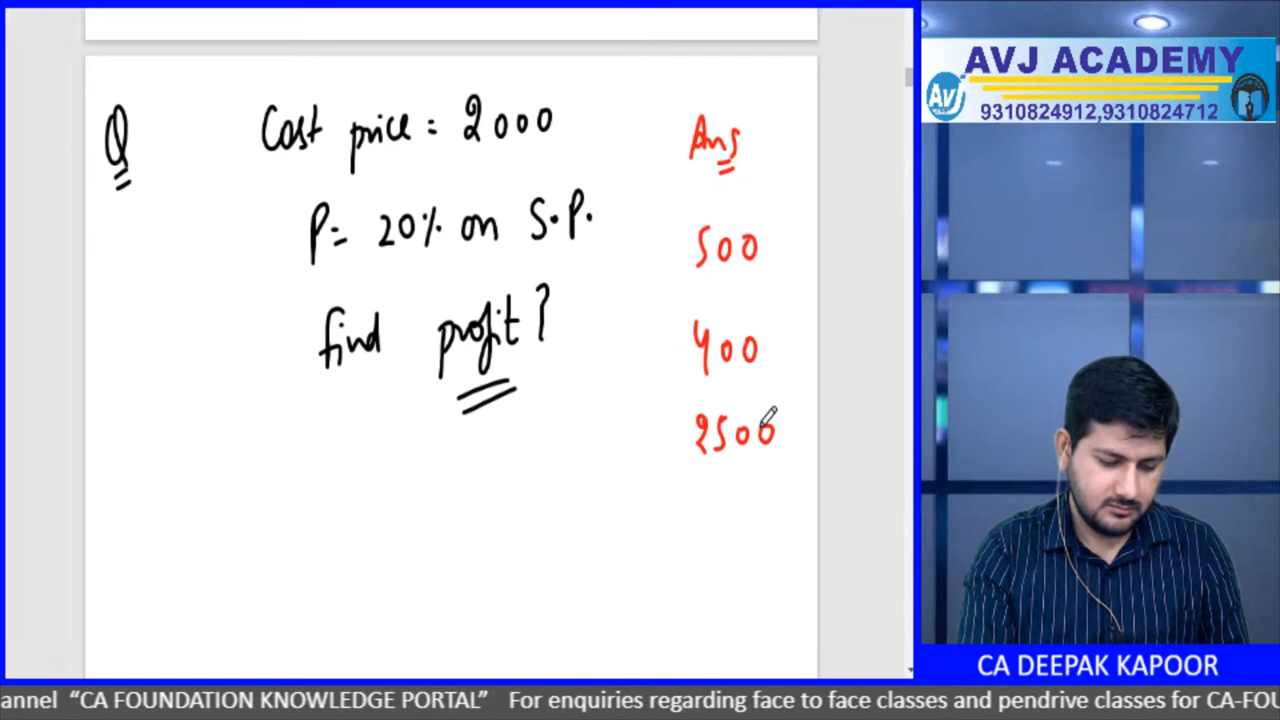 Q Cost price = 2000
P = 20% on S.P.
find profit?
Ans
500
400
2500
AVJ ACADEMY
AV
9310824912,9310824712
CA DEEPAK KAPOOR
annel "CA FOUNDATION KNOWLEDGE PORTAL" For enquiries regarding face to face classes and pendrive classes for CA-FOU